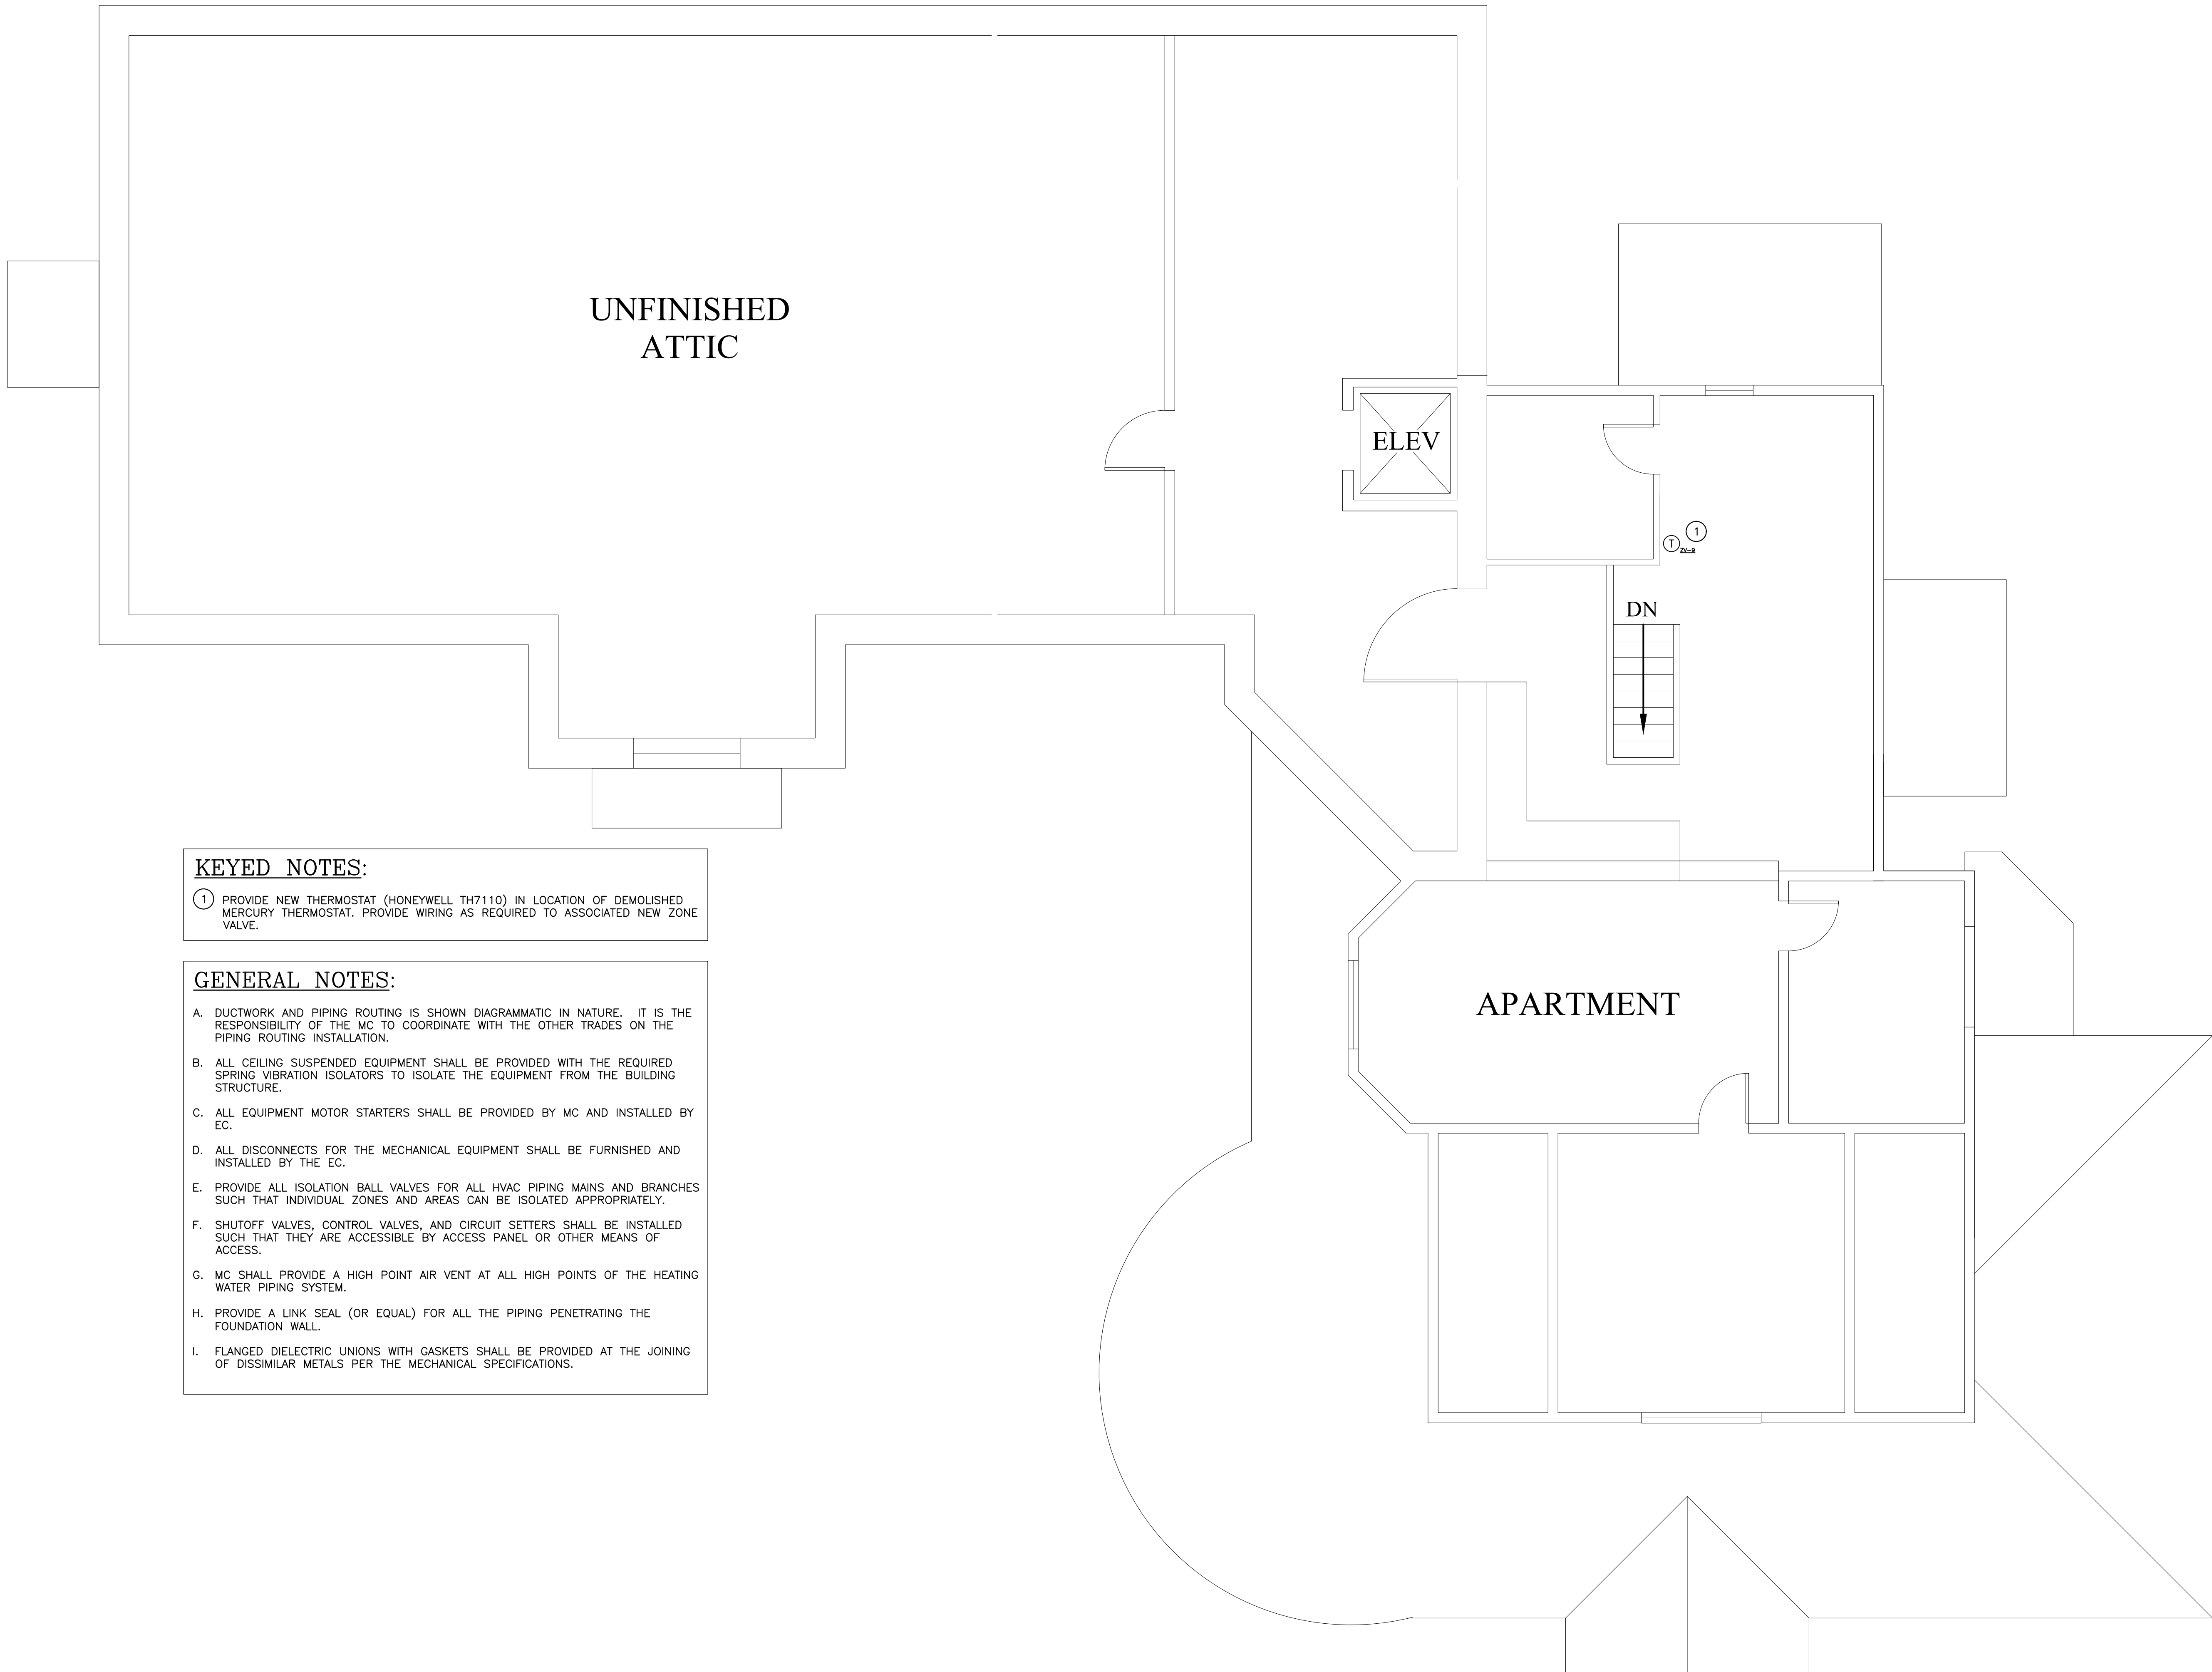 UNFINISHED
ATTIC
ELEV
1
T
ZV-9
DN
APARTMENT
KEYED NOTES:
1 PROVIDE NEW THERMOSTAT (HONEYWELL TH7110) IN LOCATION OF DEMOLISHED
MERCURY THERMOSTAT. PROVIDE WIRING AS REQUIRED TO ASSOCIATED NEW ZONE
VALVE.
GENERAL NOTES:
A. DUCTWORK AND PIPING ROUTING IS SHOWN DIAGRAMMATIC IN NATURE. IT IS THE
RESPONSIBILITY OF THE MC TO COORDINATE WITH THE OTHER TRADES ON THE
PIPING ROUTING INSTALLATION.
B. ALL CEILING SUSPENDED EQUIPMENT SHALL BE PROVIDED WITH THE REQUIRED
SPRING VIBRATION ISOLATORS TO ISOLATE THE EQUIPMENT FROM THE BUILDING
STRUCTURE.
C. ALL EQUIPMENT MOTOR STARTERS SHALL BE PROVIDED BY MC AND INSTALLED BY
EC.
D. ALL DISCONNECTS FOR THE MECHANICAL EQUIPMENT SHALL BE FURNISHED AND
INSTALLED BY THE EC.
E. PROVIDE ALL ISOLATION BALL VALVES FOR ALL HVAC PIPING MAINS AND BRANCHES
SUCH THAT INDIVIDUAL ZONES AND AREAS CAN BE ISOLATED APPROPRIATELY.
F. SHUTOFF VALVES, CONTROL VALVES, AND CIRCUIT SETTERS SHALL BE INSTALLED
SUCH THAT THEY ARE ACCESSIBLE BY ACCESS PANEL OR OTHER MEANS OF
ACCESS.
G. MC SHALL PROVIDE A HIGH POINT AIR VENT AT ALL HIGH POINTS OF THE HEATING
WATER PIPING SYSTEM.
H. PROVIDE A LINK SEAL (OR EQUAL) FOR ALL THE PIPING PENETRATING THE
FOUNDATION WALL.
I. FLANGED DIELECTRIC UNIONS WITH GASKETS SHALL BE PROVIDED AT THE JOINING
OF DISSIMILAR METALS PER THE MECHANICAL SPECIFICATIONS.